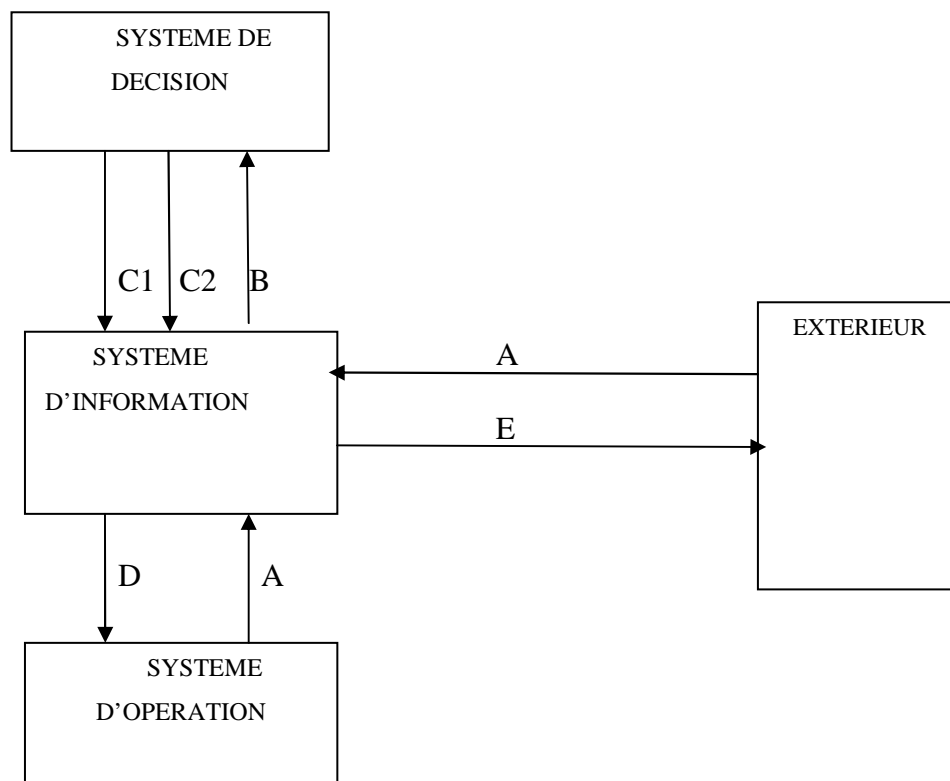 SYSTEME DE
DECISION
C1 C2 B
EXTERIEUR
SYSTEME
D’INFORMATION
A
E
D A
SYSTEME
D’OPERATION